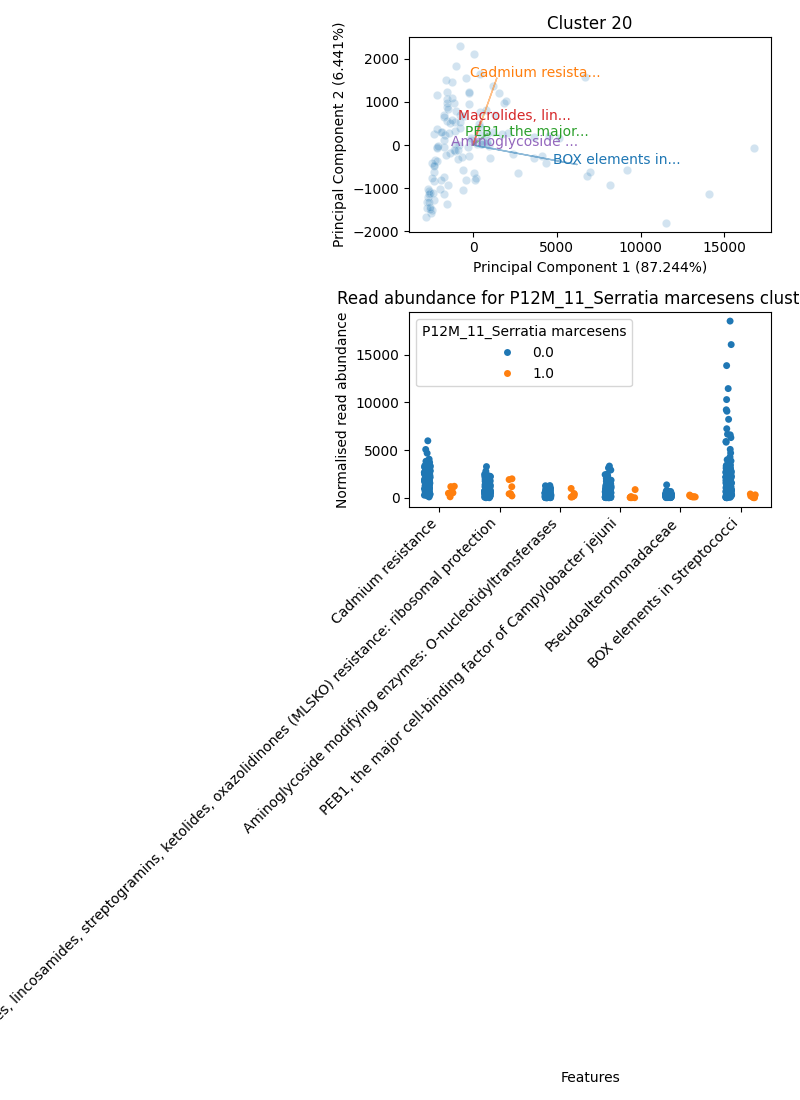 Cluster 20
Principal Component 2 (6.441%)
2000
1000
0
−1000
−2000
Cadmium resista...
Macrolides, lin...
PEB1, the major...
Aminoglycoside ...
BOX elements in...
0
5000
10000
15000
Principal Component 1 (87.244%)
Read abundance for P12M_11_Serratia marcesens clust
Normalised read abundance
15000
10000
5000
0
P12M_11_Serratia marcesens
0.0
1.0
Cadmium resistance
es, lincosamides, streptogramins, ketolides, oxazolidinones (MLSKO) resistance: ribosomal protection
Aminoglycoside modifying enzymes: O-nucleotidyltransferases
PEB1, the major cell-binding factor of Campylobacter jejuni
Pseudoalteromonadaceae
BOX elements in Streptococci
Features